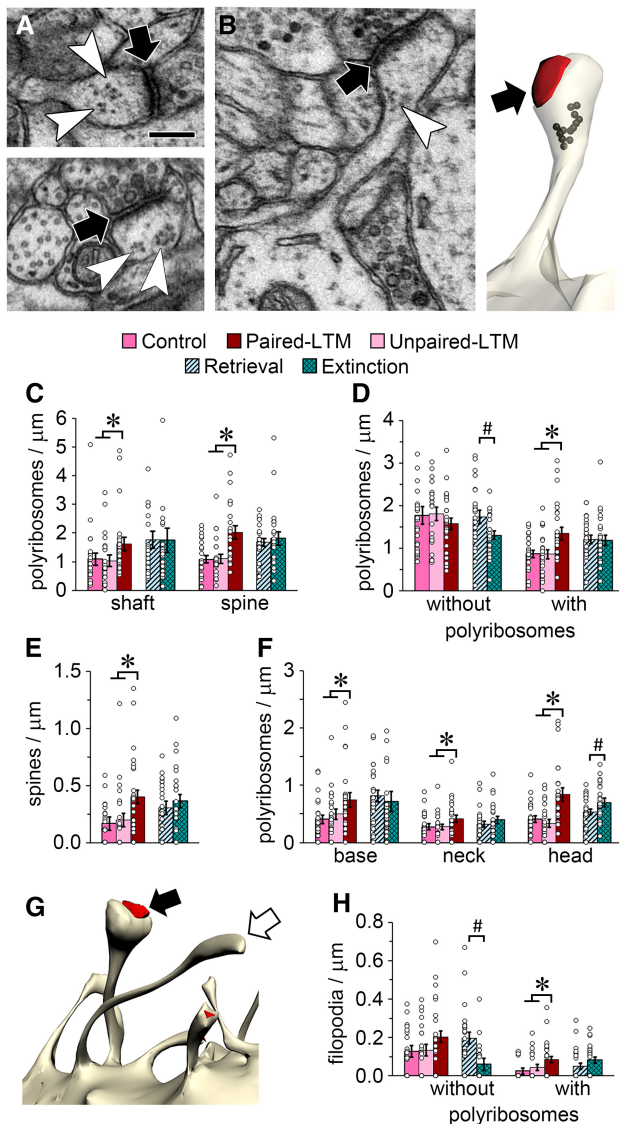 A
B
Control Paired-LTM Unpaired-LTM
Retrieval Extinction
C
polyribosomes / μm
6
5
4
3
2
1
0
*
*
shaft spine
D
polyribosomes / μm
4
3
2
1
0
#
*
without with
polyribosomes
E
spines / μm
1.5
1.0
0.5
0.0
*
F
polyribosomes / μm
3
2
1
0
*
*
*
#
base neck head
G
H
filopodia / μm
0.8
0.6
0.4
0.2
0.0
#
*
without with
polyribosomes